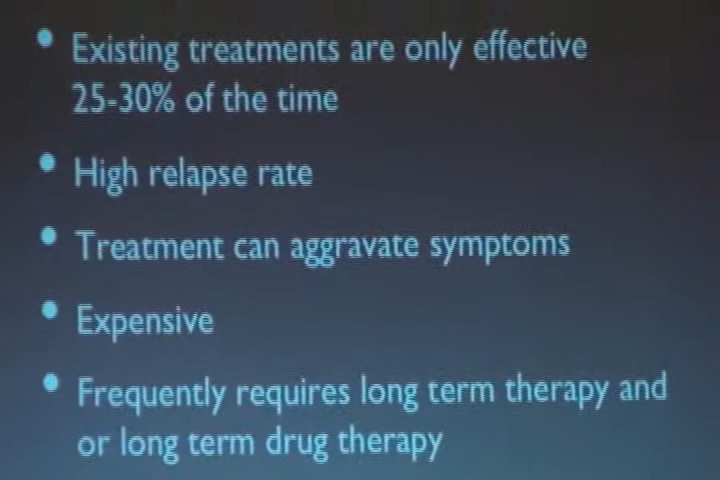 • Existing treatments are only effective
25-30% of the time
• High relapse rate
• Treatment can aggravate symptoms
• Expensive
• Frequently requires long term therapy and
or long term drug therapy